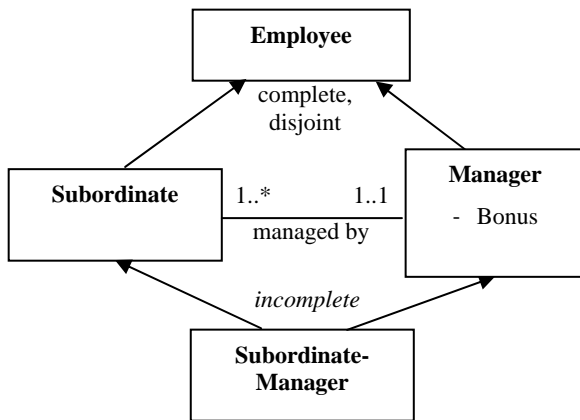 Employee
complete,
disjoint
Subordinate
1..*
1..1
managed by
Manager
- Bonus
incomplete
Subordinate-
Manager